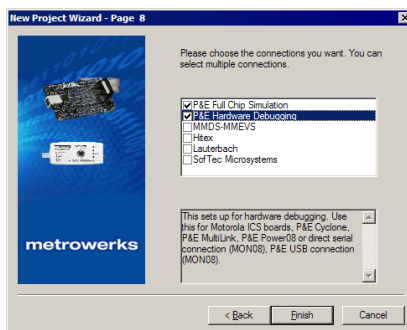 New Project Wizard - Page 8
Please choose the connections you want. You can
select multiple connections.
P&E Full Chip Simulation
P&E Hardware Debugging
MMDS-MMEVS
Hitex
Lauterbach
SofTec Microsystems
This sets up for hardware debugging. Use
this for Motorola ICS boards, P&E Cyclone,
P&E MultiLink, P&E Power08 or direct serial
connection (MON08), P&E USB connection
(MON08).
metrowerks
< Back
Finish
Cancel